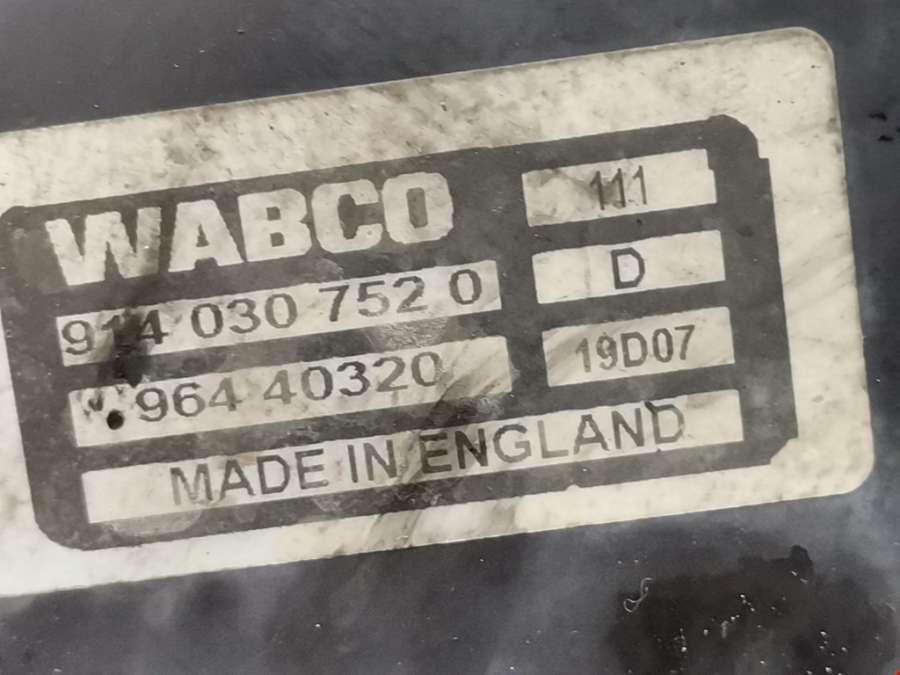 WABCO
111
914 030 752 0
D
964 40320
19D07
MADE IN ENGLAND